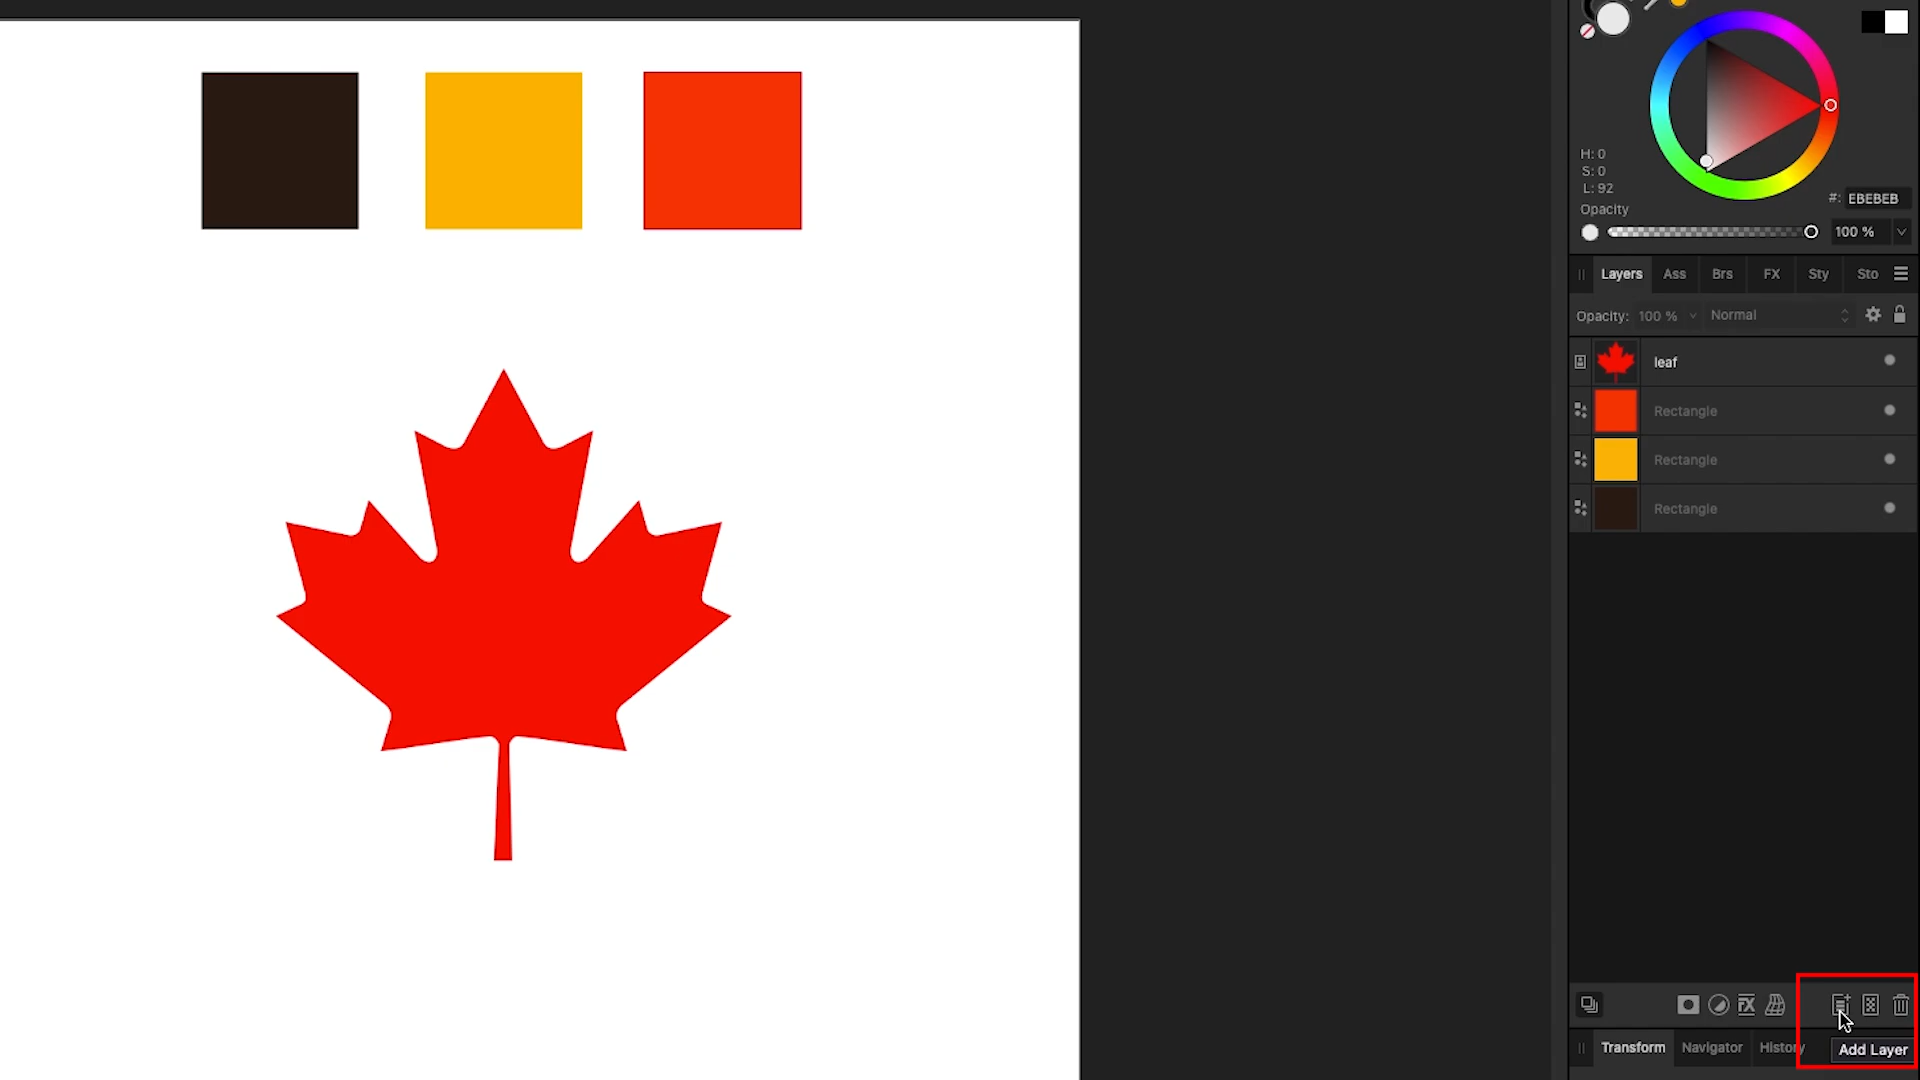 H: 0
S: 0
L: 92
#: EBEBEB
Opacity
100 %
Layers Ass Brs FX Sty Sto
Opacity: 100 % Normal
leaf
Rectangle
Rectangle
Rectangle
FX
Transform Navigator History
Add Layer